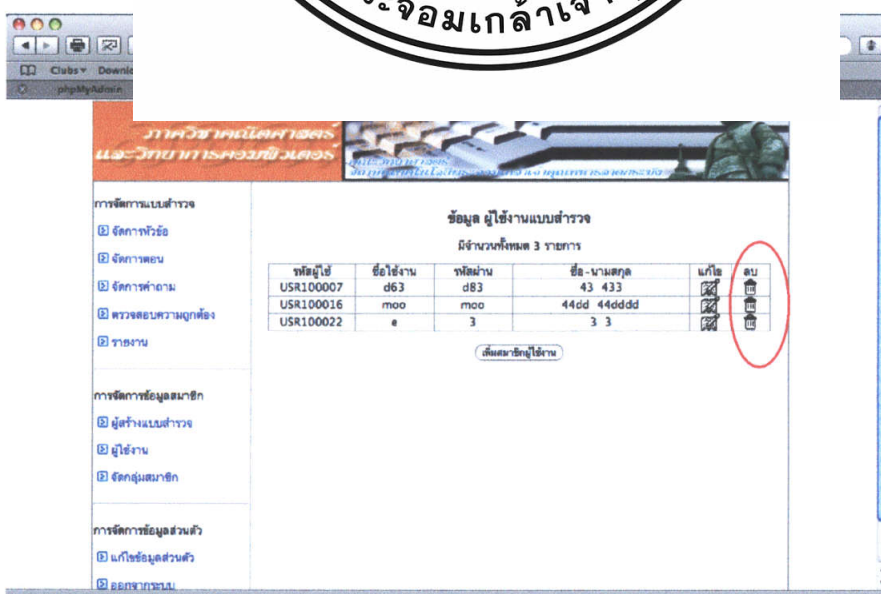 ระจอมเกล้าเจ้า
Clubs
phpMyAdmin
ภาควิชาคณิตศาสตร์
และวิทยาการคอมพิวเตอร์
การจัดการแบบสำรวจ
จัดการหัวข้อ
จัดการตอน
จัดการคำถาม
ตรวจสอบความถูกต้อง
รายงาน
การจัดการข้อมูลสมาชิก
ผู้สร้างแบบสำรวจ
ผู้ใช้งาน
จัดกลุ่มสมาชิก
การจัดการข้อมูลส่วนตัว
แก้ไขข้อมูลส่วนตัว
ออกจากระบบ
ข้อมูล ผู้ใช้งานแบบสำรวจ
มีจำนวนทั้งหมด 3 รายการ
รหัสผู้ใช้ ชื่อใช้งาน รหัสผ่าน ชื่อ-นามสกุล แก้ไข ลบ
USR100007 d63 d83 43 433
USR100016 moo moo 44dd 44dddd
USR100022 e 3 3 3
เพิ่มสมาชิกผู้ใช้งาน